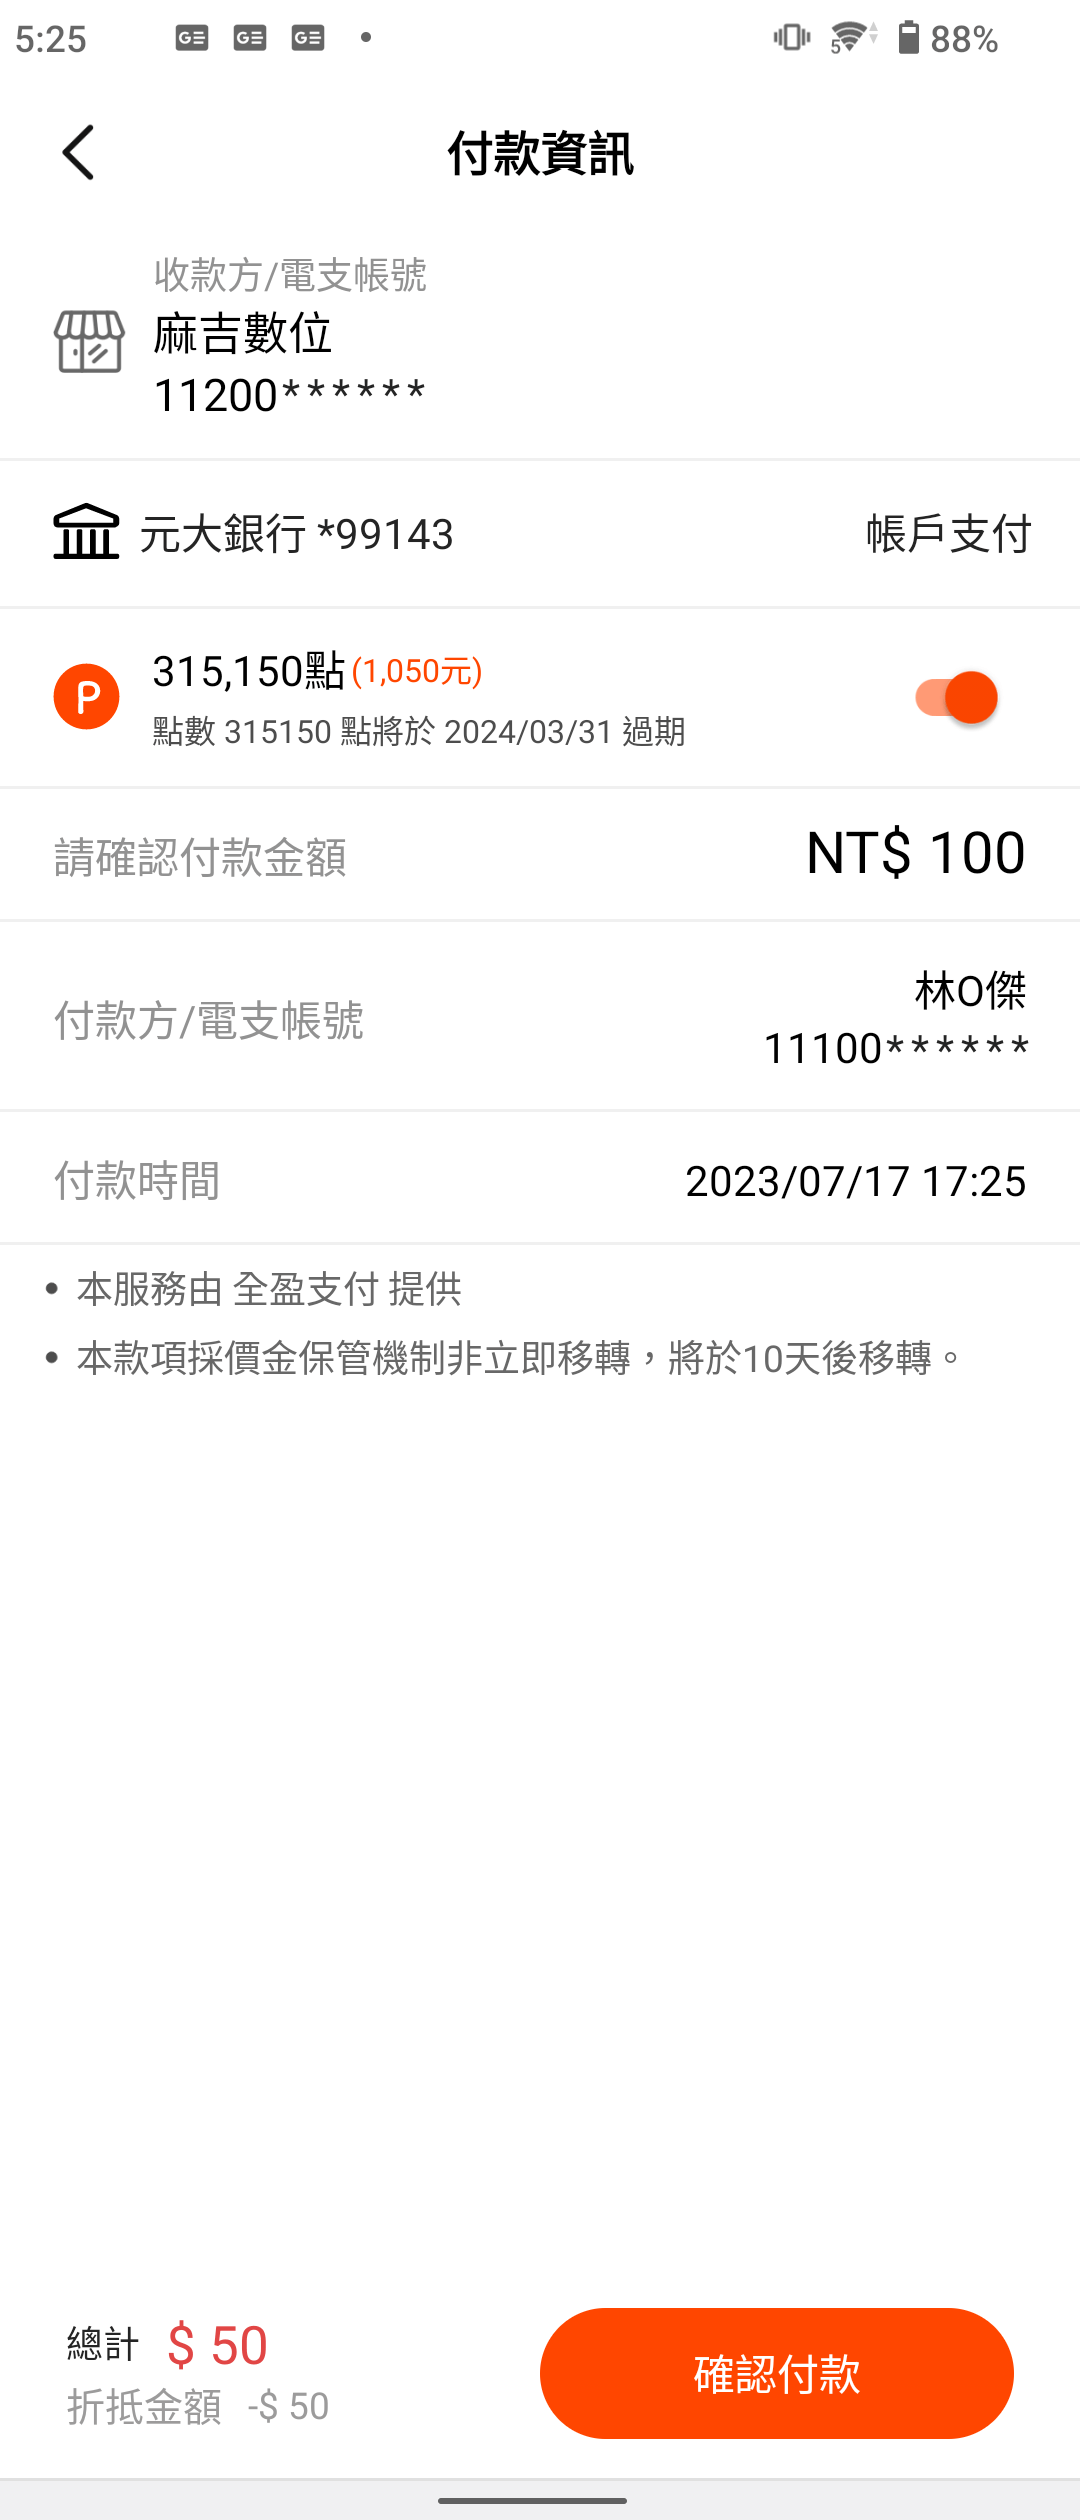 5:25
5
88%
付款資訊
收款方/電支帳號
麻吉數位
11200******
元大銀行 *99143
帳戶支付
P
315,150點(1,050元)
點數 315150 點將於 2024/03/31 過期
請確認付款金額
NT$ 100
付款方/電支帳號
林O傑
11100******
付款時間
2023/07/17 17:25
• 本服務由 全盈支付 提供
• 本款項採價金保管機制非立即移轉，將於10天後移轉。
總計 $ 50
折抵金額 -$ 50
確認付款